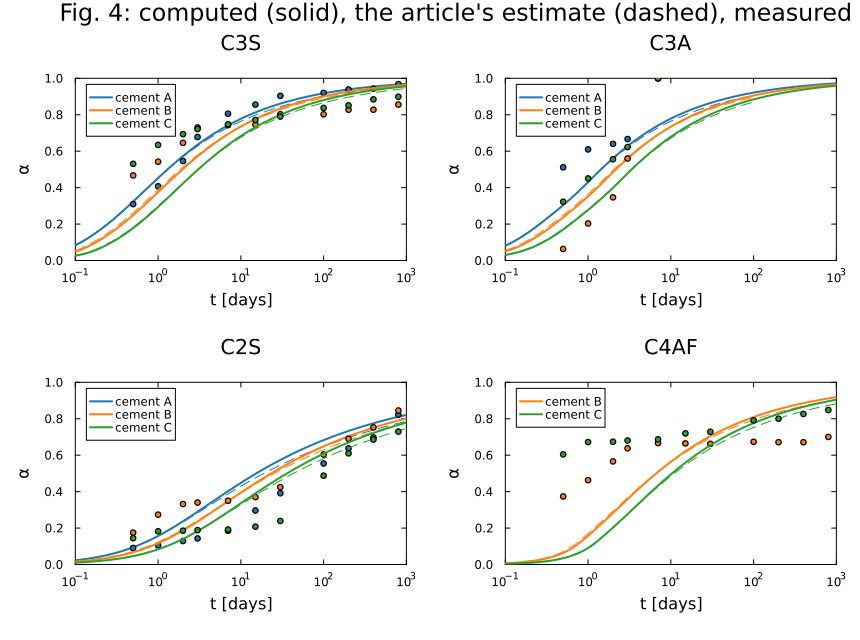 Fig. 4: computed (solid), the article's estimate (dashed), measured
C3S
C3A
1.0
0.8
0.6
0.4
0.2
0.0
α
cement A
cement B
cement C
10⁻¹
10⁰
10¹
10²
10³
t [days]
1.0
0.8
0.6
0.4
0.2
0.0
α
cement A
cement B
cement C
10⁻¹
10⁰
10¹
10²
10³
t [days]
C2S
C4AF
1.0
0.8
0.6
0.4
0.2
0.0
α
cement A
cement B
cement C
10⁻¹
10⁰
10¹
10²
10³
t [days]
1.0
0.8
0.6
0.4
0.2
0.0
α
cement B
cement C
10⁻¹
10⁰
10¹
10²
10³
t [days]